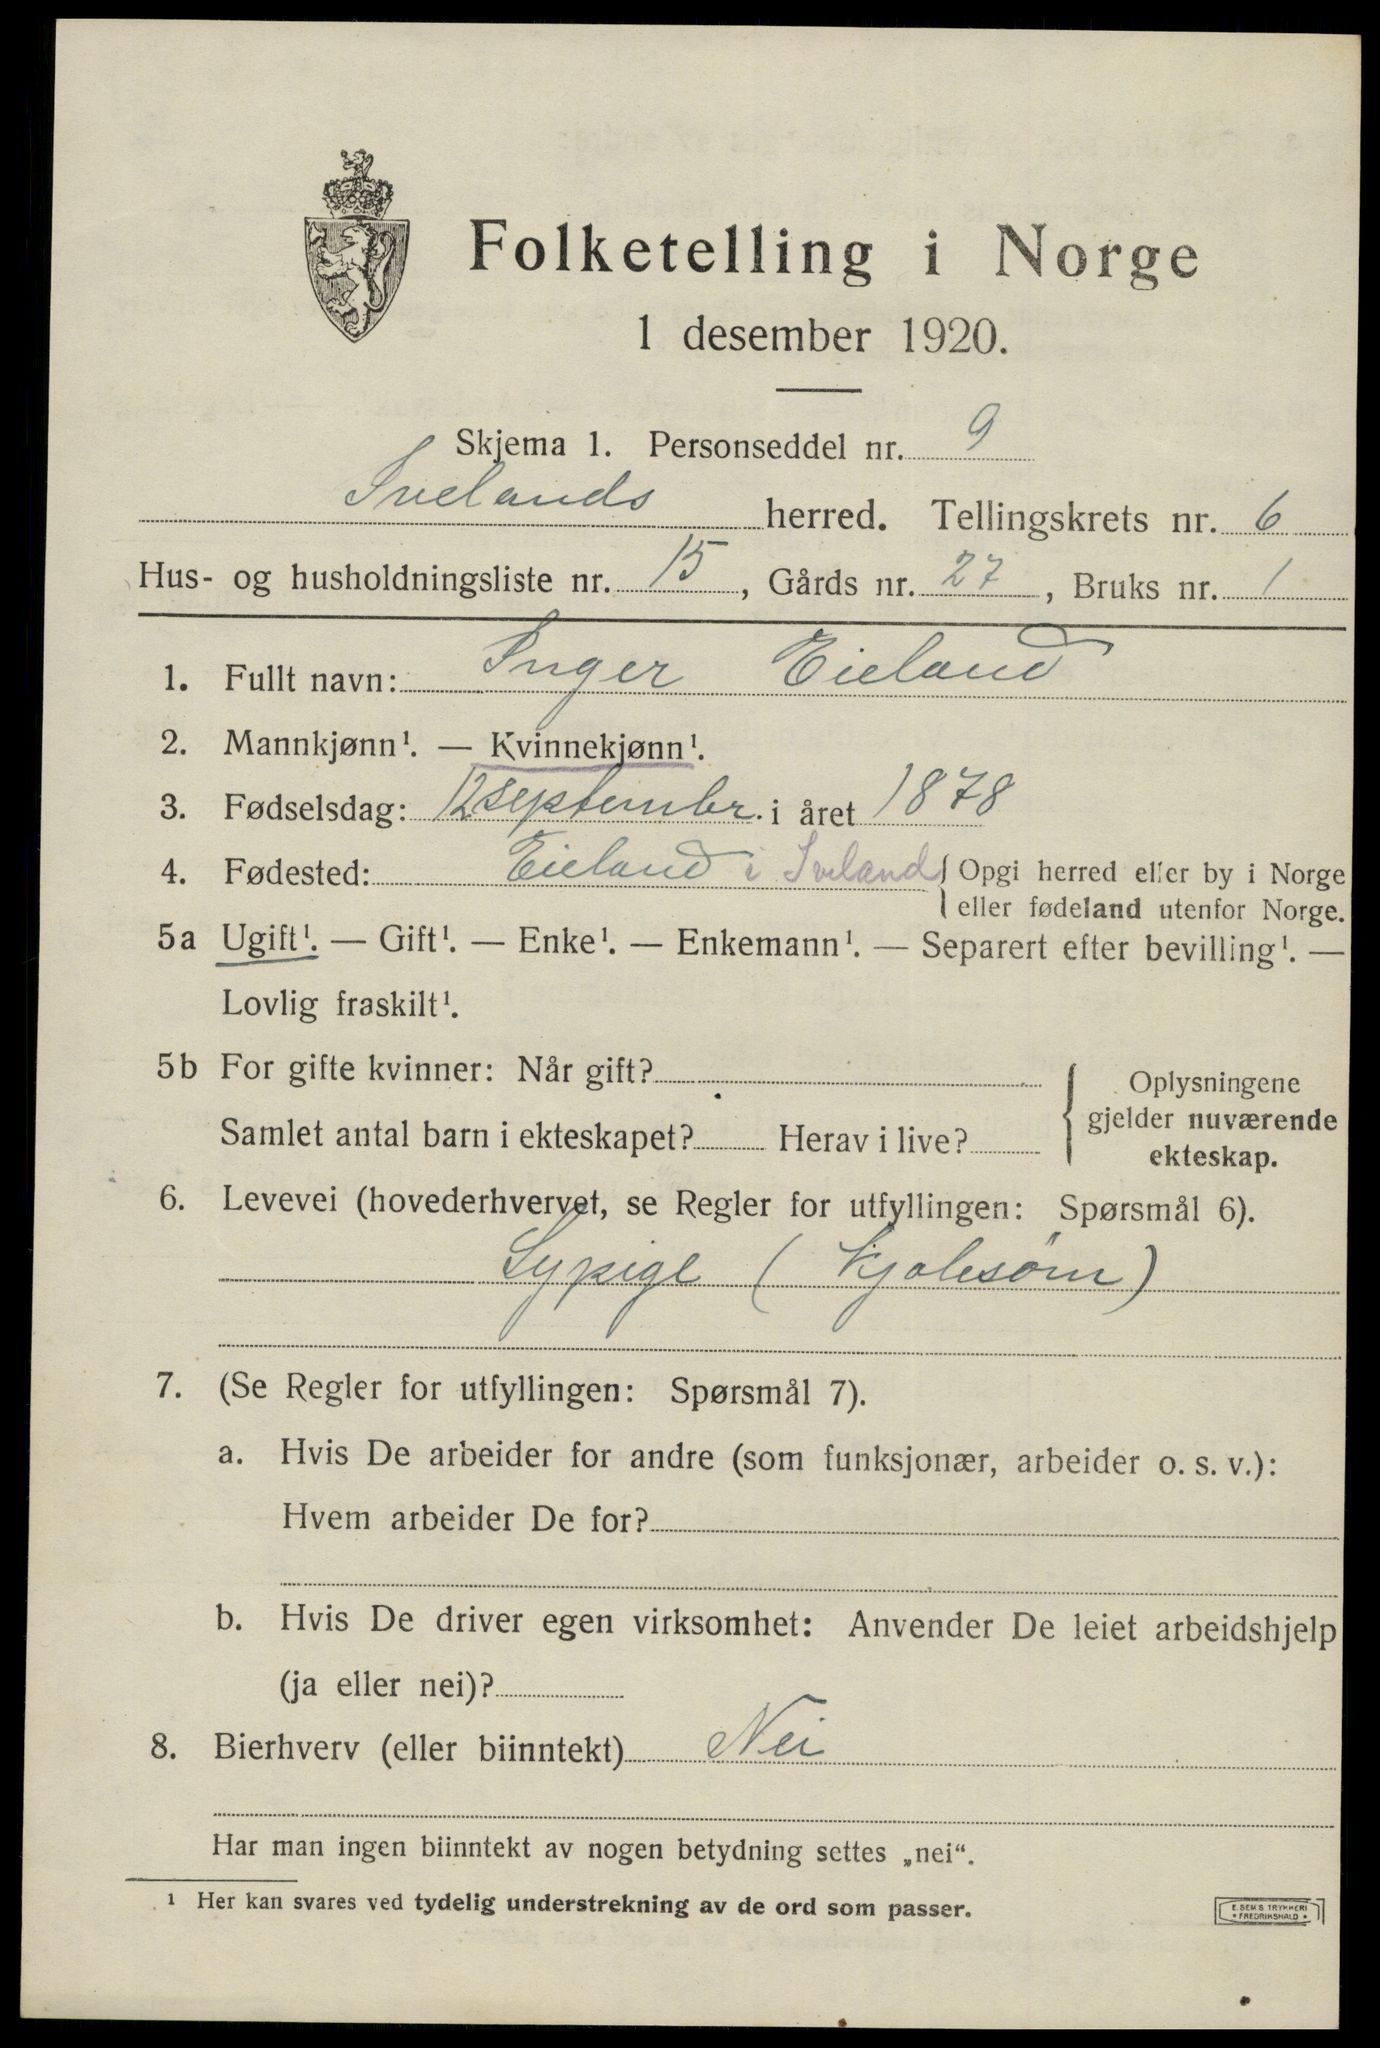 Folketelling i Norge
1 desember 1920.
Skjema 1. Personseddel nr. 9
Ivelands herred. Tellingskrets nr. 6
Hus- og husholdningsliste nr. 15, Gårds nr. 27, Bruks nr. 1
1. Fullt navn: Inger Eieland
2. Mannkjønn¹. — Kvinnekjønn¹.
3. Fødselsdag: 12 septembr. i året 1878
4. Fødested: Eieland i Iveland { Opgi herred eller by i Norge
eller fødeland utenfor Norge.
5a Ugift¹. — Gift¹. — Enke¹. — Enkemann¹. — Separert efter bevilling¹. —
Lovlig fraskilt¹.
5b For gifte kvinner: Når gift?
Samlet antal barn i ekteskapet? Herav i live?
{ Oplysningene
gjelder nuværende
ekteskap.
6. Levevei (hovederhvervet, se Regler for utfyllingen: Spørsmål 6).
Sypige (Kjolesøm)
7. (Se Regler for utfyllingen: Spørsmål 7).
a. Hvis De arbeider for andre (som funksjonær, arbeider o. s. v.):
Hvem arbeider De for?
b. Hvis De driver egen virksomhet: Anvender De leiet arbeidshjelp
(ja eller nei)?
8. Bierhverv (eller biinntekt) Nei
Har man ingen biinntekt av nogen betydning settes „nei“.
¹ Her kan svares ved tydelig understrekning av de ord som passer.
E. SEMS TRYKKERI
• FREDRIKSHALD •